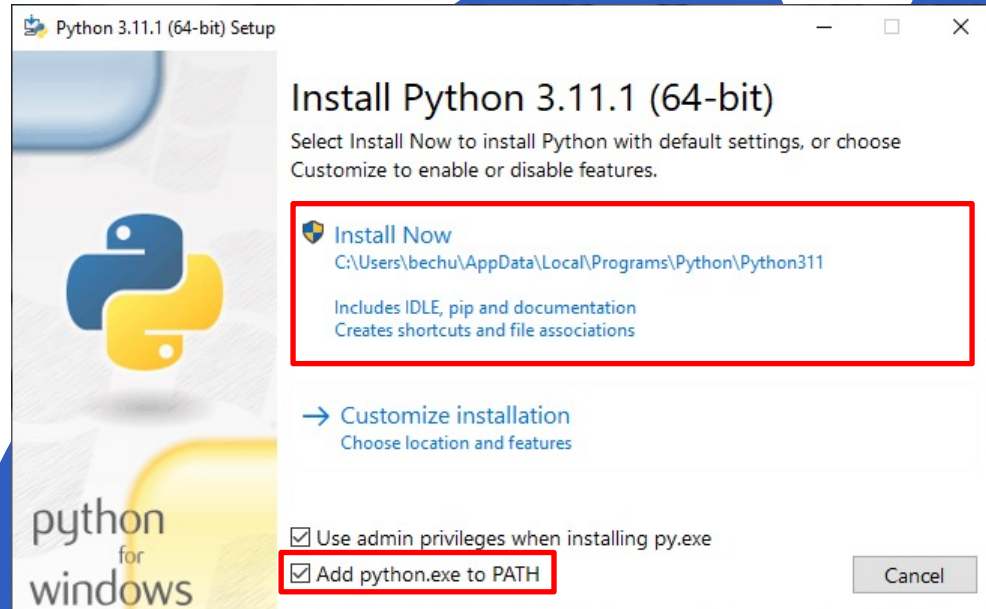 Python 3.11.1 (64-bit) Setup
Install Python 3.11.1 (64-bit)
Select Install Now to install Python with default settings, or choose
Customize to enable or disable features.
Install Now
C:\Users\bechu\AppData\Local\Programs\Python\Python311
Includes IDLE, pip and documentation
Creates shortcuts and file associations
Customize installation
Choose location and features
python
for
windows
Use admin privileges when installing py.exe
Add python.exe to PATH
Cancel